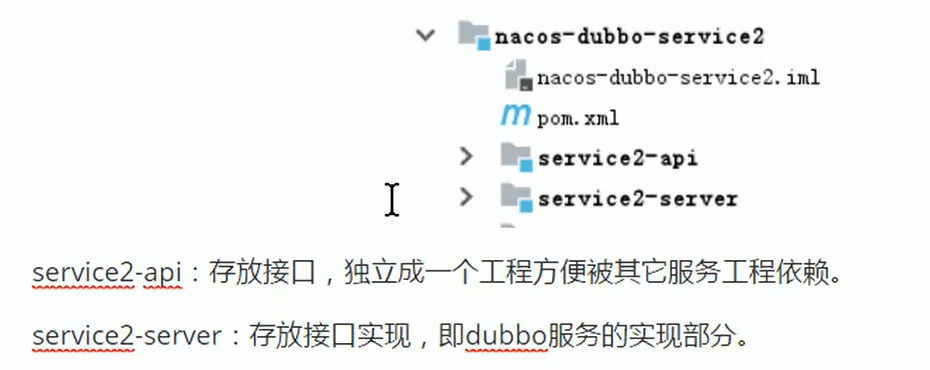 nacos-dubbo-service2
nacos-dubbo-service2.iml
pom.xml
service2-api
service2-server
service2-api：存放接口，独立成一个工程方便被其它服务工程依赖。
service2-server：存放接口实现，即dubbo服务的实现部分。